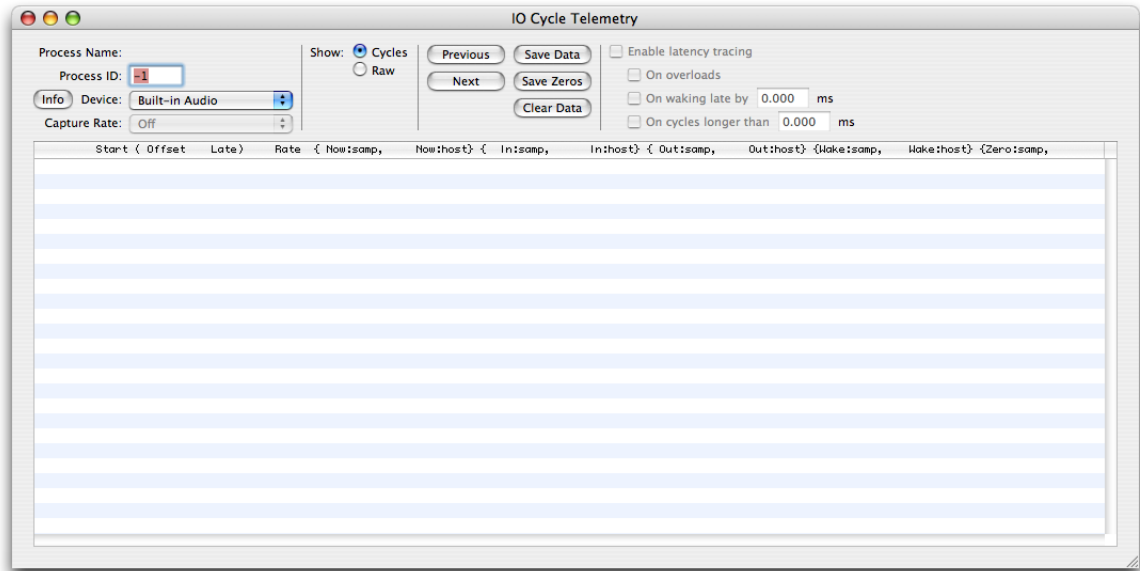 IO Cycle Telemetry
Process Name:
Process ID: -1
Info Device: Built-in Audio
Capture Rate: Off
Show: Cycles
Raw
Previous
Next
Save Data
Save Zeros
Clear Data
Enable latency tracing
On overloads
On waking late by 0.000 ms
On cycles longer than 0.000 ms
Start ( Offset Late) Rate { Now:samp, Now:host} { In:samp, In:host} { Out:samp, Out:host} {Wake:samp, Wake:host} {Zero:samp,